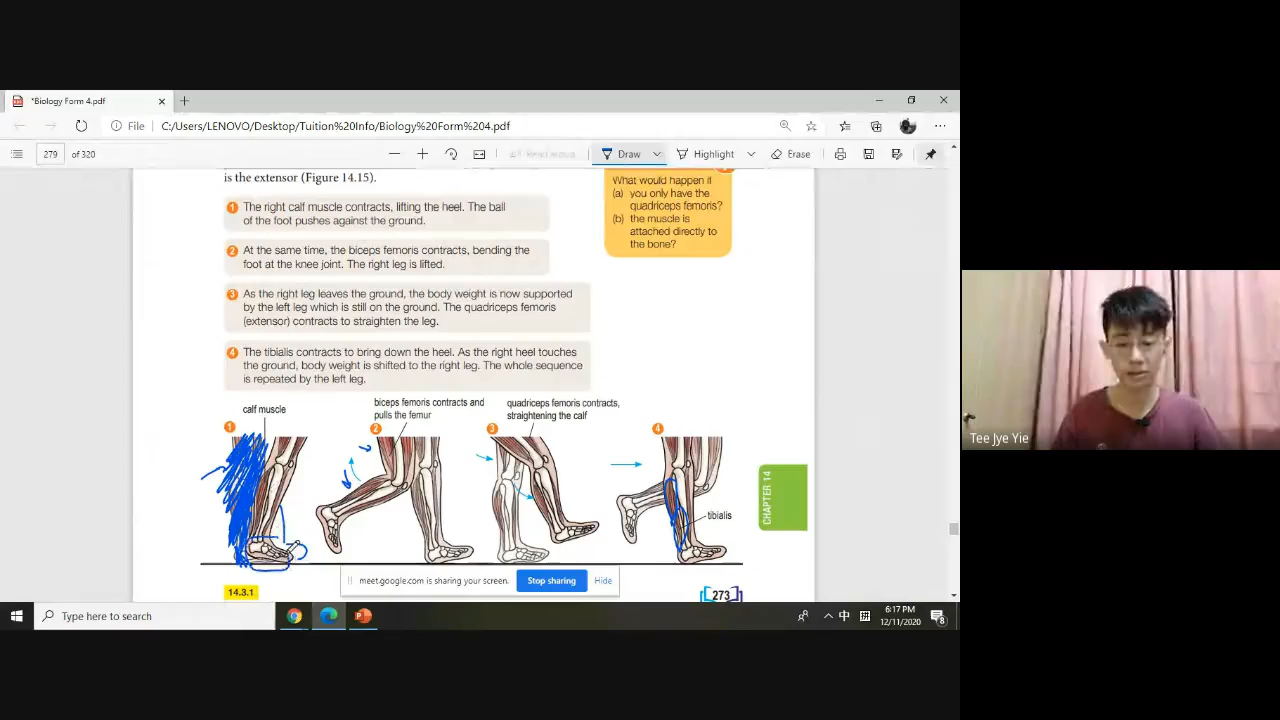 *Biology Form 4.pdf
File
C:/Users/LENOVO/Desktop/Tuition%20Info/Biology%20Form%204.pdf
279 of 320
Draw
Highlight
Erase
is the extensor (Figure 14.15).
1 The right calf muscle contracts, lifting the heel. The ball
of the foot pushes against the ground.
2 At the same time, the biceps femoris contracts, bending the
foot at the knee joint. The right leg is lifted.
3 As the right leg leaves the ground, the body weight is now supported
by the left leg which is still on the ground. The quadriceps femoris
(extensor) contracts to straighten the leg.
4 The tibialis contracts to bring down the heel. As the right heel touches
the ground, body weight is shifted to the right leg. The whole sequence
is repeated by the left leg.
What would happen if
(a) you only have the
quadriceps femoris?
(b) the muscle is
attached directly to
the bone?
calf muscle
biceps femoris contracts and
pulls the femur
quadriceps femoris contracts,
straightening the calf
1
2
3
4
tibialis
CHAPTER 14
14.3.1
273
meet.google.com is sharing your screen.
Stop sharing
Hide
Type here to search
中
6:17 PM
12/11/2020
8
Tee Jye Yie